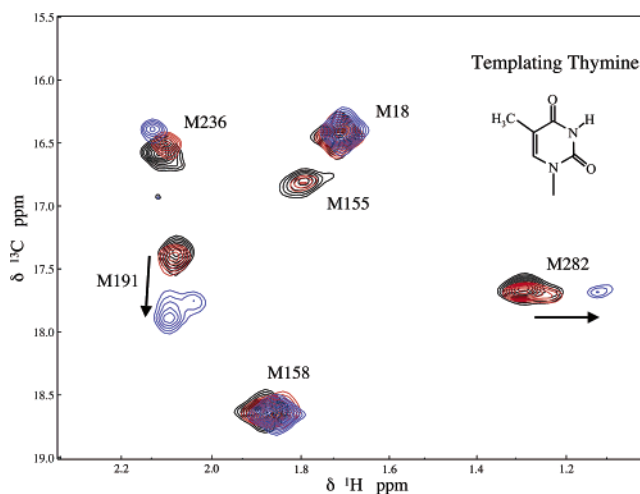 15.5
16.0
16.5
17.0
17.5
18.0
18.5
19.0
δ ¹³C ppm
2.2
2.0
1.8
1.6
1.4
1.2
δ ¹H ppm
Templating Thymine
O
H₃C
N
H
N
O
M236
M18
M155
M191
M282
M158